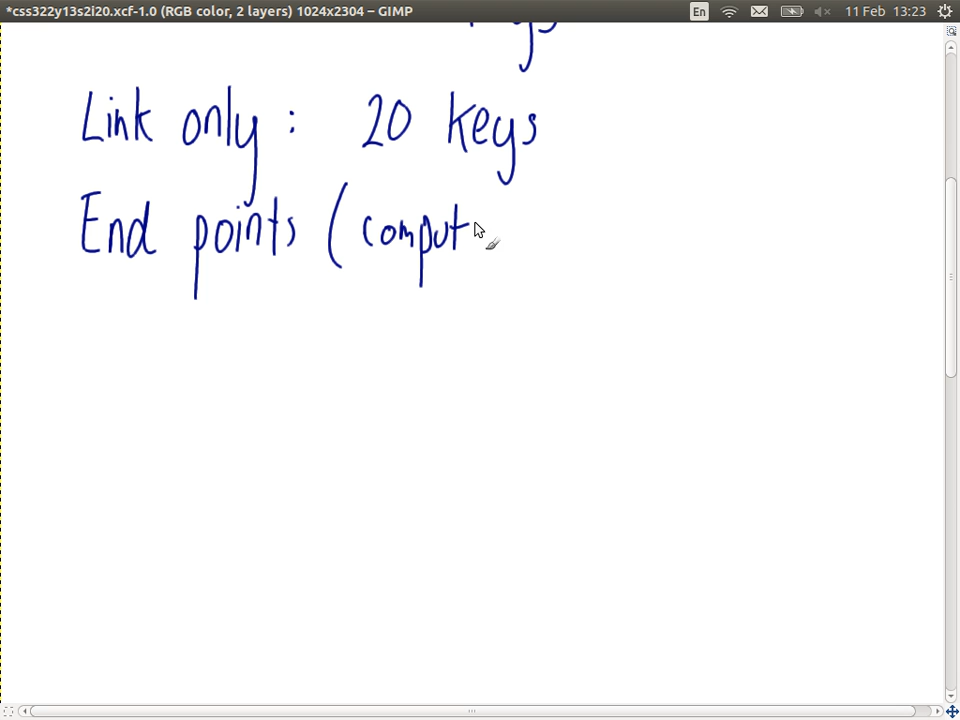 *css322y13s2i20.xcf-1.0 (RGB color, 2 layers) 1024x2304 – GIMP
En
11 Feb 13:23
Link only: 20 keys
End points (comput